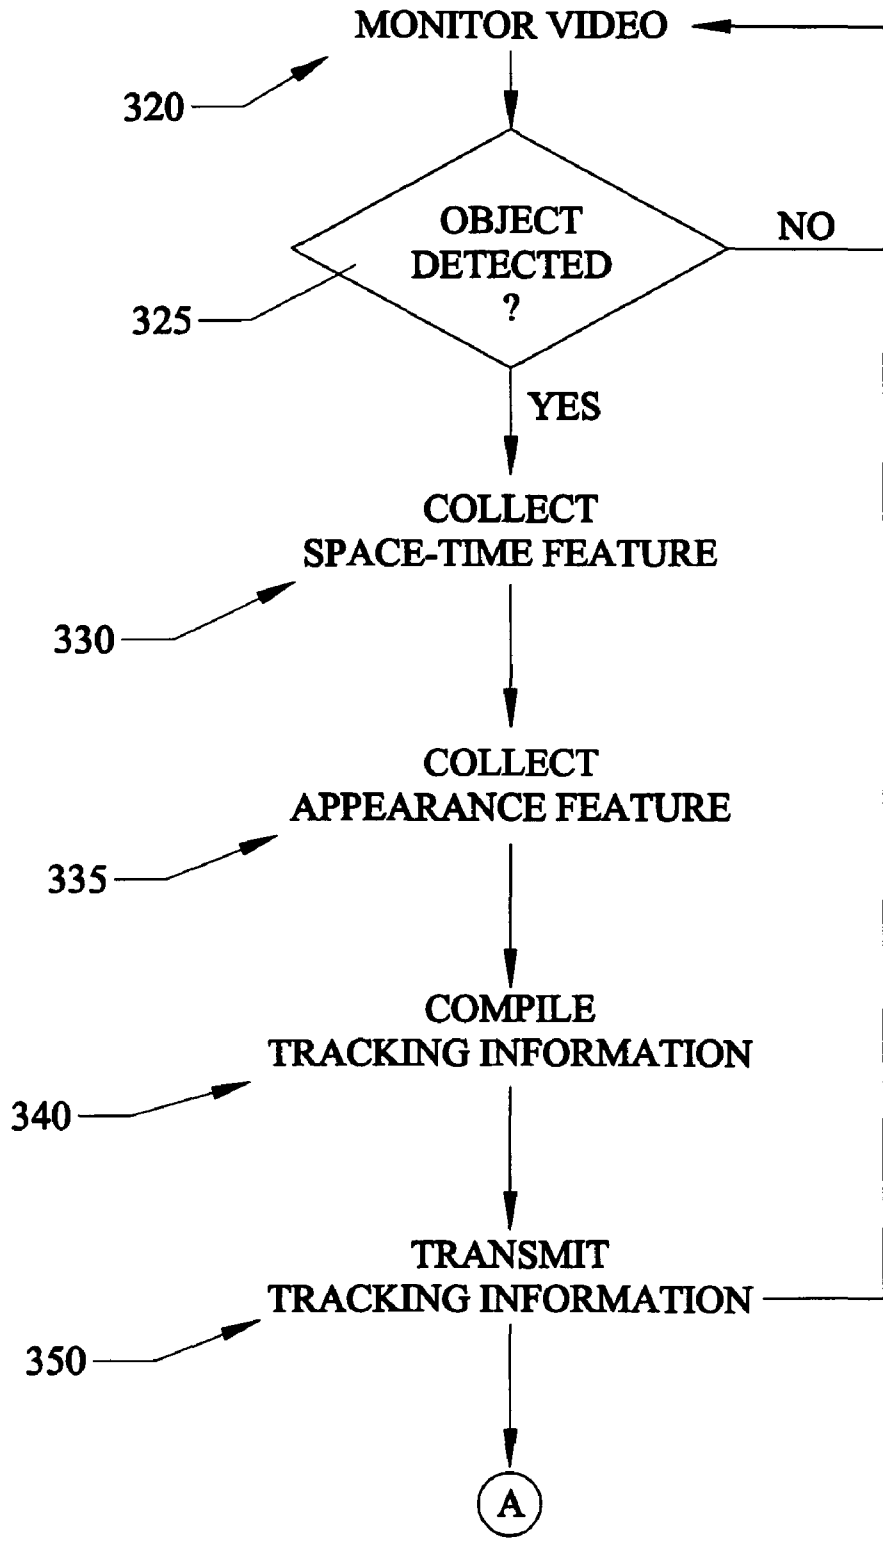 MONITOR VIDEO
320
OBJECT
DETECTED
?
NO
325
YES
COLLECT
SPACE-TIME FEATURE
330
COLLECT
APPEARANCE FEATURE
335
COMPILE
TRACKING INFORMATION
340
TRANSMIT
TRACKING INFORMATION
350
A